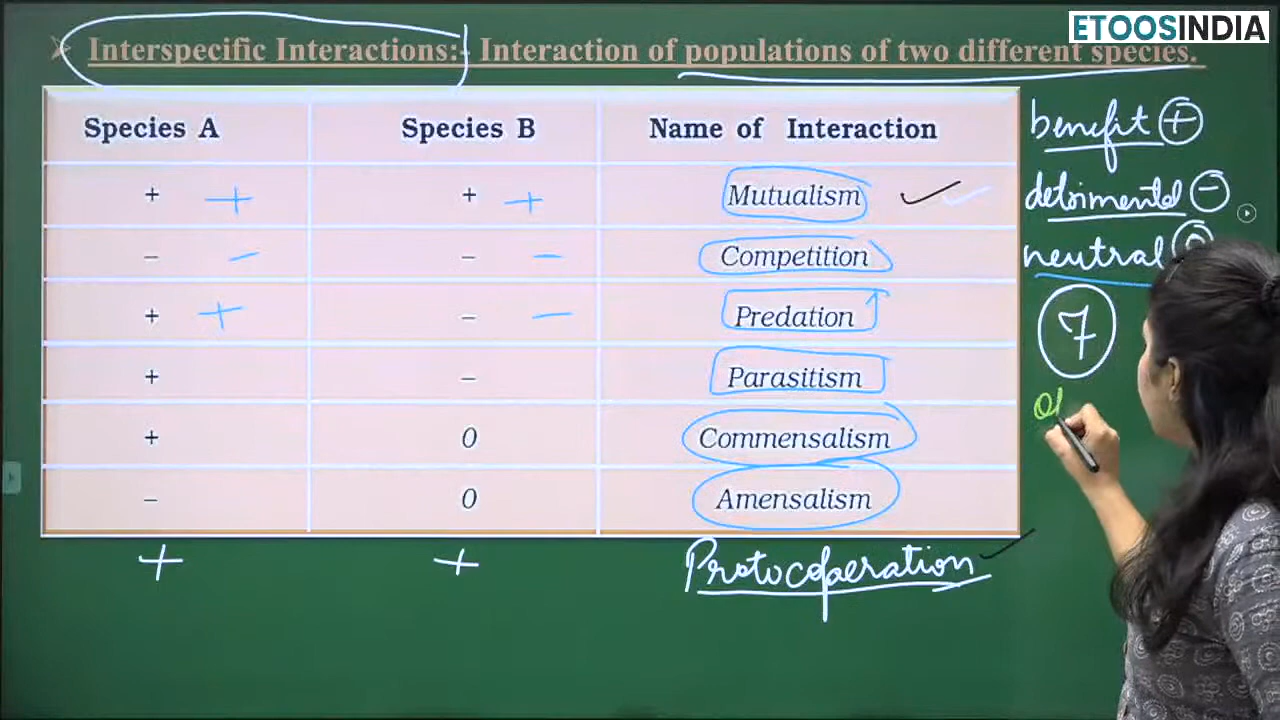 ETOOSINDIA
Interspecific Interactions:- Interaction of populations of two different species.
Species A Species B Name of Interaction benefit +
+ + + + Mutualism detrimental -
– – – – Competition neutral
+ + – – Predation 7
+ – Parasitism
+ 0 Commensalism
– 0 Amensalism
+ + Protocoperation